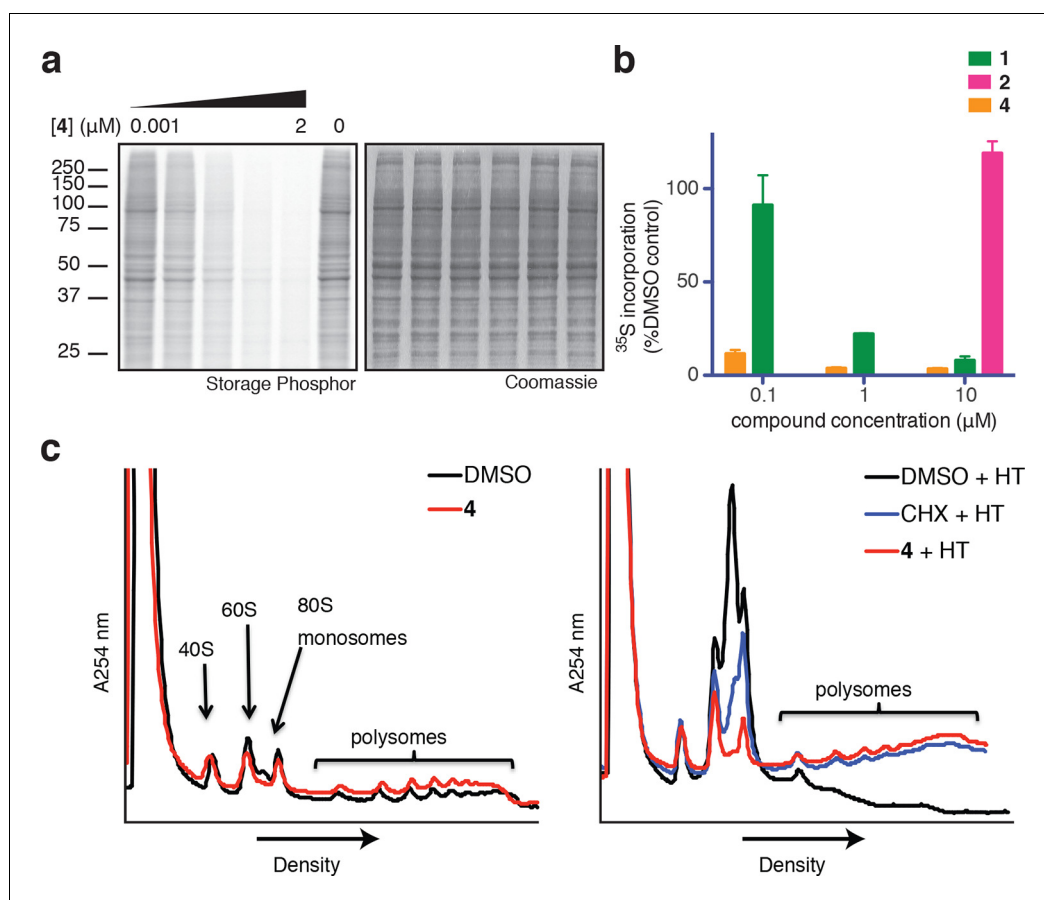 a
[4] (µM) 0.001 2 0
250
150
100
75
50
37
25
Storage Phosphor
Coomassie
b
1
2
4
³⁵S incorporation
(%DMSO control)
100
50
0
0.1 1 10
compound concentration (µM)
c
A254 nm
DMSO
4
40S
60S
80S
monosomes
polysomes
Density
A254 nm
DMSO + HT
CHX + HT
4 + HT
polysomes
Density